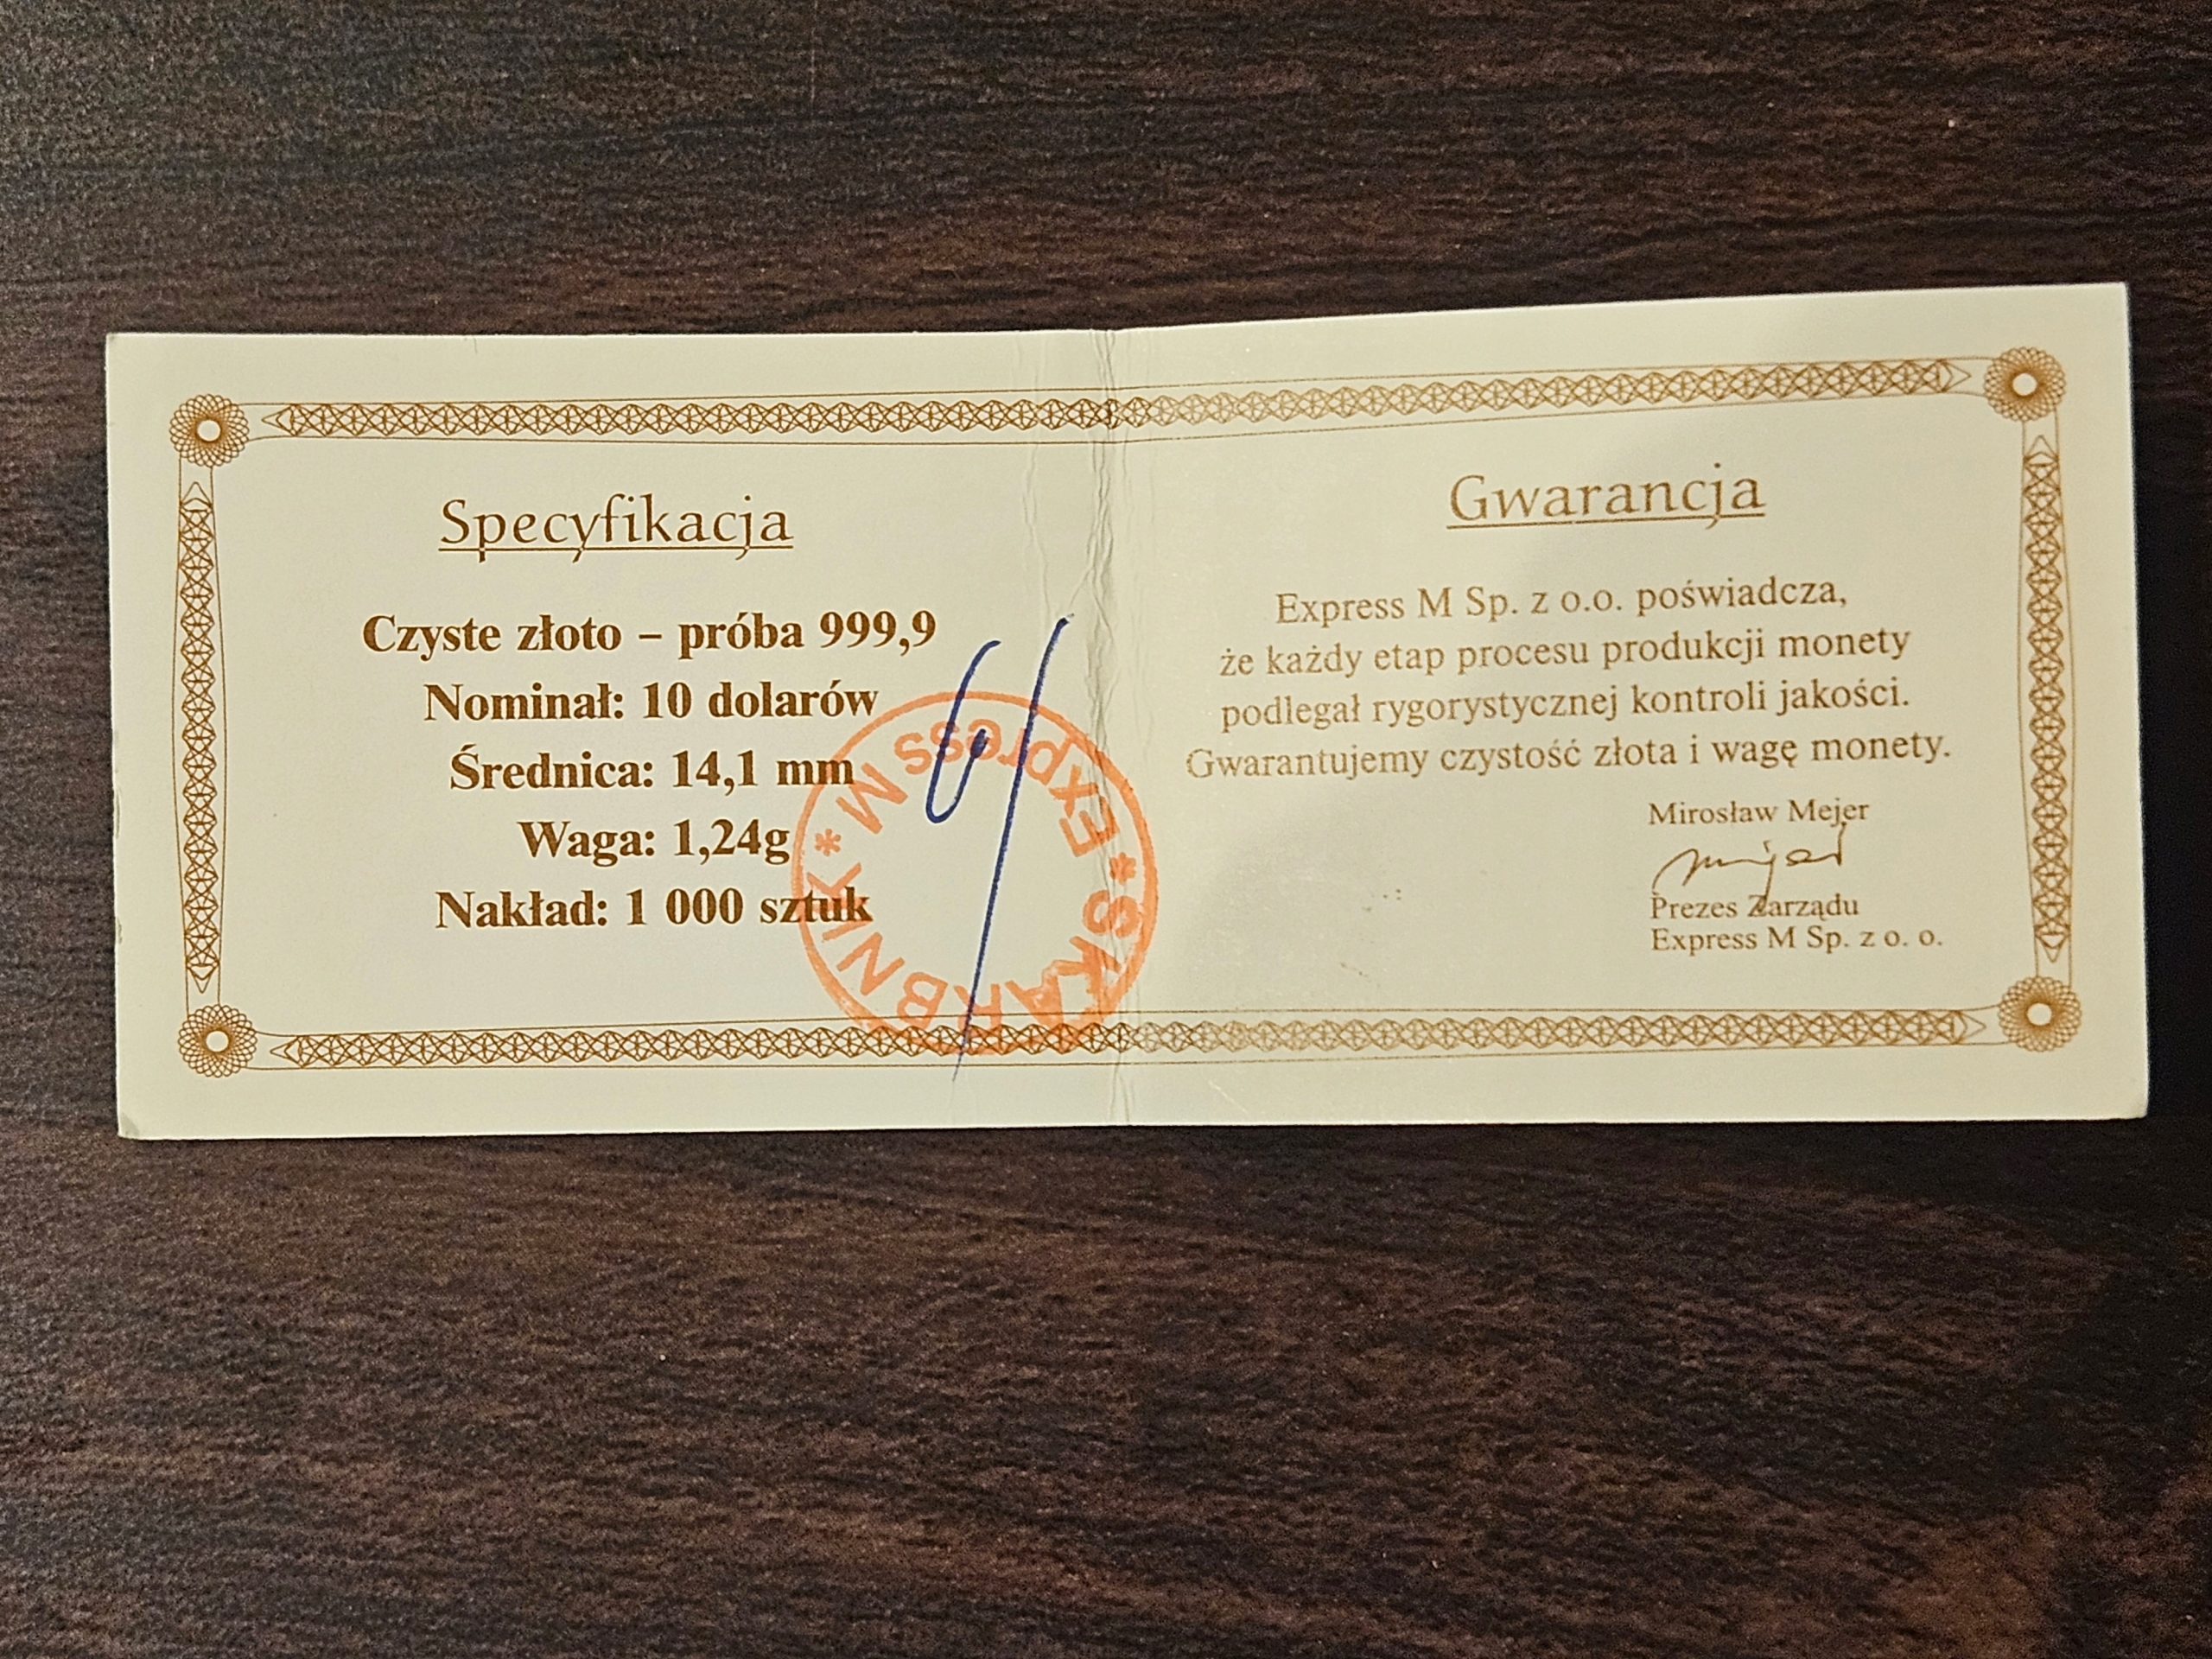 Specyfikacja
Czyste złoto – próba 999,9
Nominał: 10 dolarów
Średnica: 14,1 mm
Waga: 1,24g
Nakład: 1 000 sztuk
* SKARBNIK * Express M
Gwarancja
Express M Sp. z o.o. poświadcza,
że każdy etap procesu produkcji monety
podlegał rygorystycznej kontroli jakości.
Gwarantujemy czystość złota i wagę monety.
Mirosław Mejer
Prezes Zarządu
Express M Sp. z o. o.